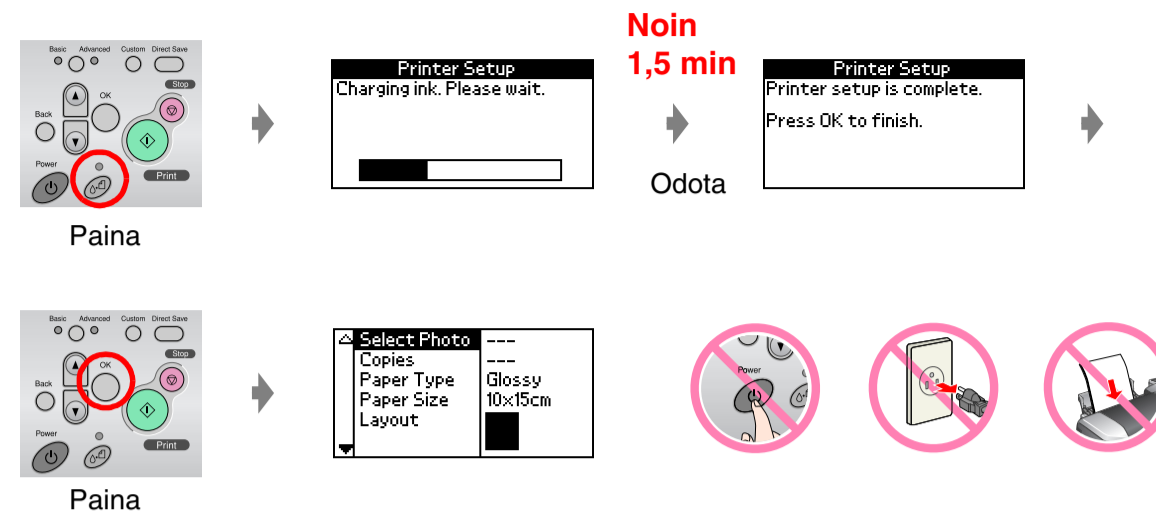 Basic Advanced Custom Direct Save
Stop
OK
Back
Power
Print
Paina
Printer Setup
Charging ink. Please wait.
Noin
1,5 min
Odota
Printer Setup
Printer setup is complete.
Press OK to finish.
Basic Advanced Custom Direct Save
Stop
OK
Back
Power
Print
Paina
Select Photo ---
Copies ---
Paper Type Glossy
Paper Size 10x15cm
Layout
Power